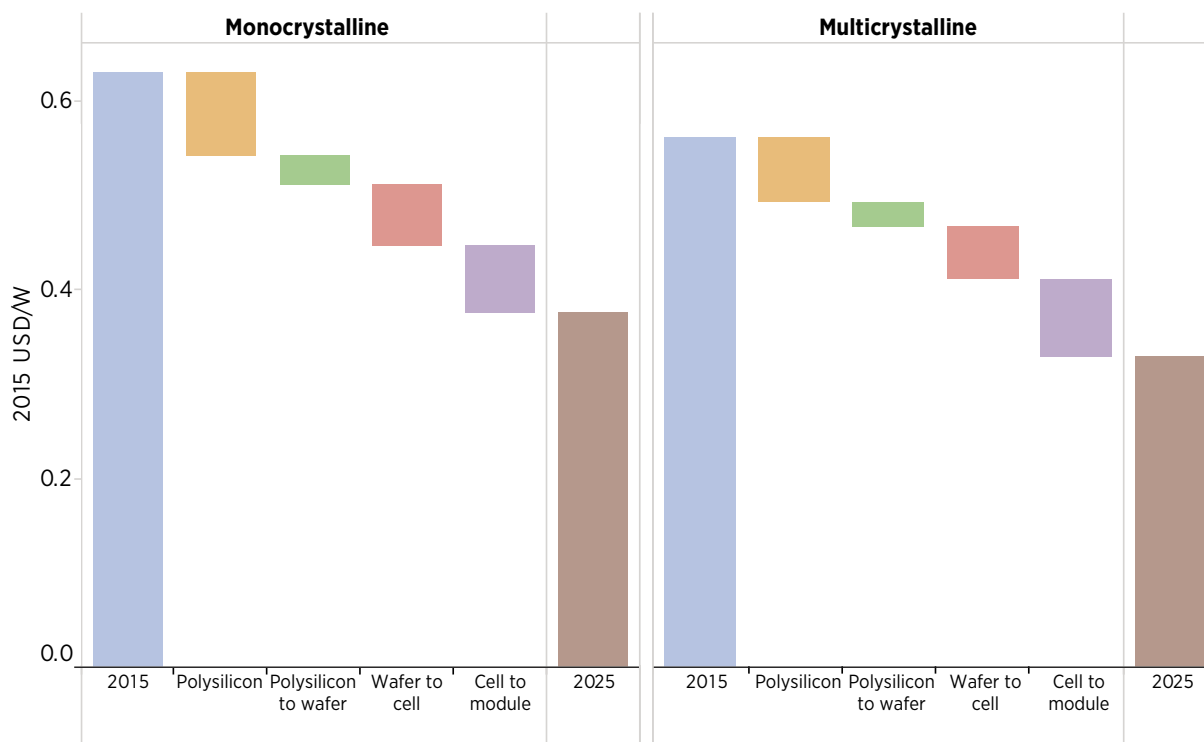 Monocrystalline
Multicrystalline
2015 USD/W
0.6
0.4
0.2
0.0
2015
Polysilicon
Polysilicon
to wafer
Wafer to
cell
Cell to
module
2025
2015
Polysilicon
Polysilicon
to wafer
Wafer to
cell
Cell to
module
2025